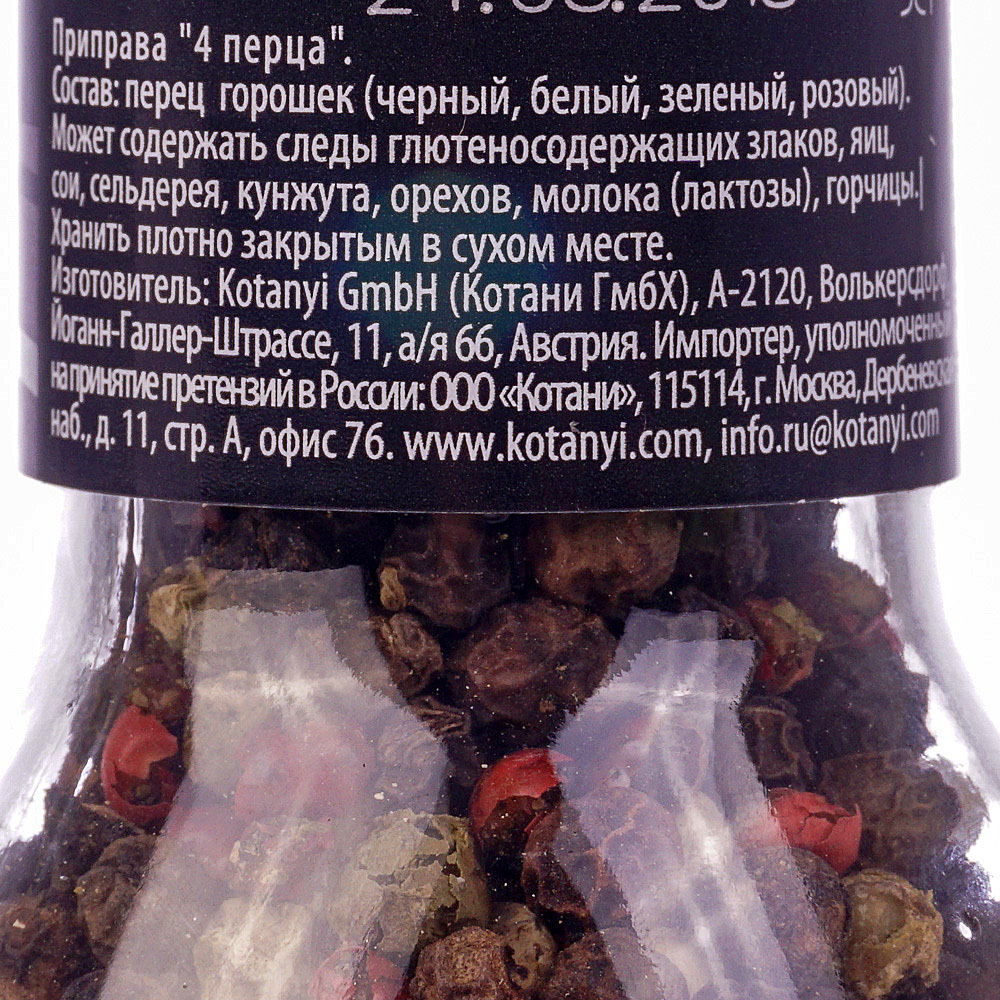 Приправа "4 перца".
Состав: перец горошек (черный, белый, зеленый, розовый).
Может содержать следы глютеносодержащих злаков, яиц,
сои, сельдерея, кунжута, орехов, молока (лактозы), горчицы.
Хранить плотно закрытым в сухом месте.
Изготовитель: Kotanyi GmbH (Котани ГмбХ), А-2120, Волькерсдорф,
Йоганн-Галлер-Штрассе, 11, а/я 66, Австрия. Импортер, уполномоченный
на принятие претензий в России: ООО «Котани», 115114, г. Москва, Дербеневская
наб., д. 11, стр. А, офис 76. www.kotanyi.com, info.ru@kotanyi.com